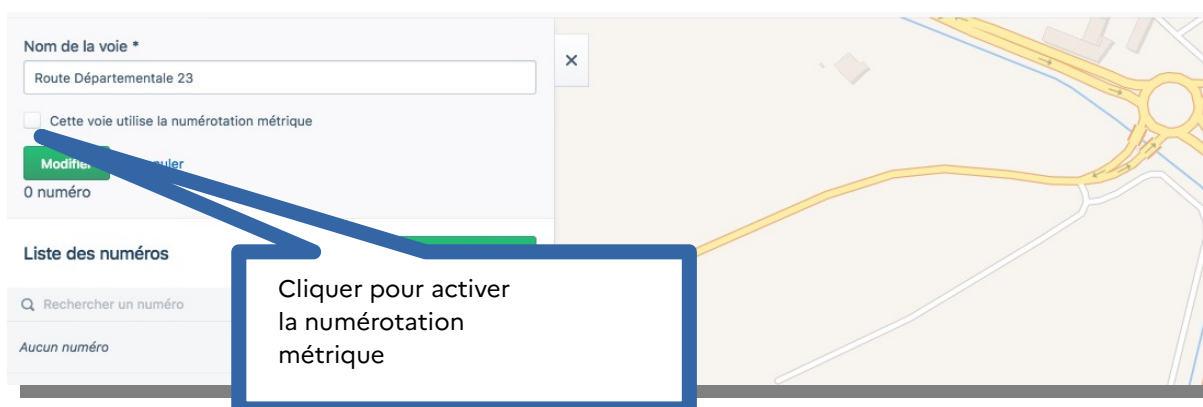 Nom de la voie *
Route Départementale 23
Cette voie utilise la numérotation métrique
0 numéro
Liste des numéros
Rechercher un numéro
Aucun numéro
Cliquer pour activer
la numérotation
métrique